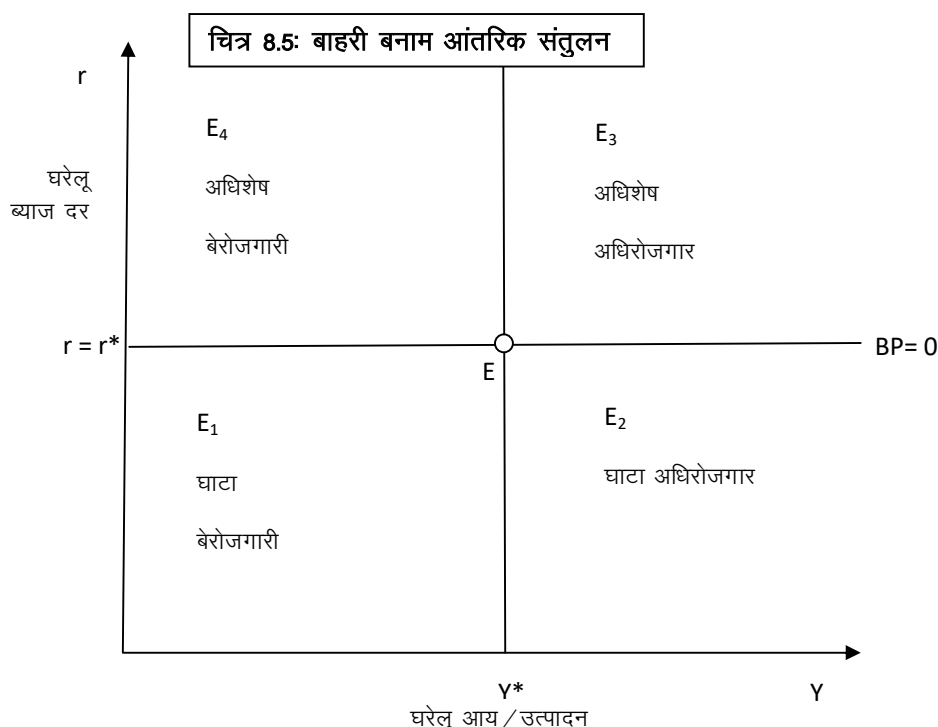 चित्र 8.5: बाहरी बनाम आंतरिक संतुलन
r
घरेलू
ब्याज दर
E₄
अधिशेष
बेरोजगारी
E₃
अधिशेष
अधिरोजगार
r = r*
BP= 0
E
E₁
घाटा
बेरोजगारी
E₂
घाटा अधिरोजगार
Y*
Y
घरेलू आय/उत्पादन